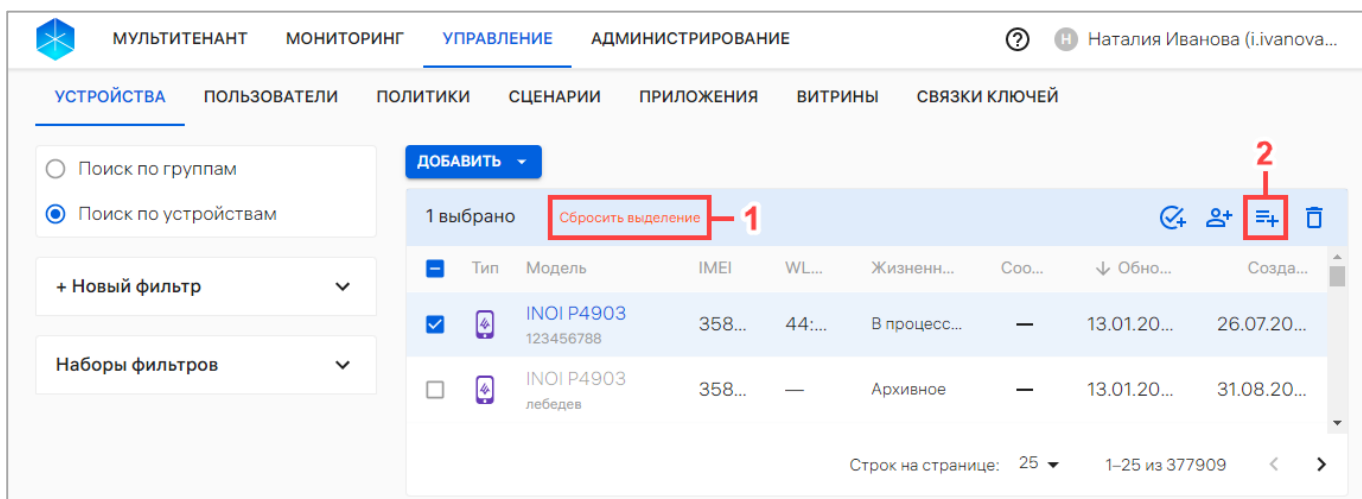 МУЛЬТИТЕНАНТ МОНИТОРИНГ УПРАВЛЕНИЕ АДМИНИСТРИРОВАНИЕ ? Н Наталия Иванова (i.ivanova...
УСТРОЙСТВА ПОЛЬЗОВАТЕЛИ ПОЛИТИКИ СЦЕНАРИИ ПРИЛОЖЕНИЯ ВИТРИНЫ СВЯЗКИ КЛЮЧЕЙ
Поиск по группам
Поиск по устройствам
+ Новый фильтр
Наборы фильтров
ДОБАВИТЬ
2
1 выбрано Сбросить выделение 1
Тип Модель IMEI WL... Жизненн... Соо... ↓ Обно... Созда...
INOI P4903 358... 44:... В процесс... — 13.01.20... 26.07.20...
123456788
INOI P4903 358... — Архивное — 13.01.20... 31.08.20...
лебедев
Строк на странице: 25 1–25 из 377909 < >